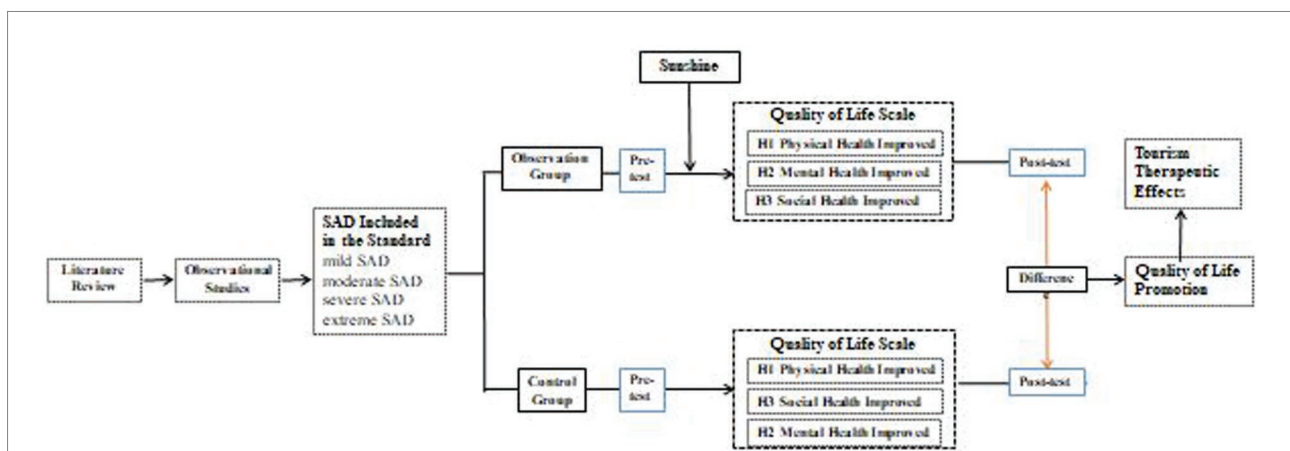 Sunshine
Literature
Review
Observational
Studies
SAD Included
in the Standard
mild SAD
moderate SAD
severe SAD
extreme SAD
Observation
Group
Pre-
test
Quality of Life Scale
H1 Physical Health Improved
H2 Mental Health Improved
H3 Social Health Improved
Post-test
Control
Group
Pre-
test
Quality of Life Scale
H1 Physical Health Improved
H3 Social Health Improved
H2 Mental Health Improved
Post-test
Differenc
Quality of Life
Promotion
Tourism
Therapeutic
Effects